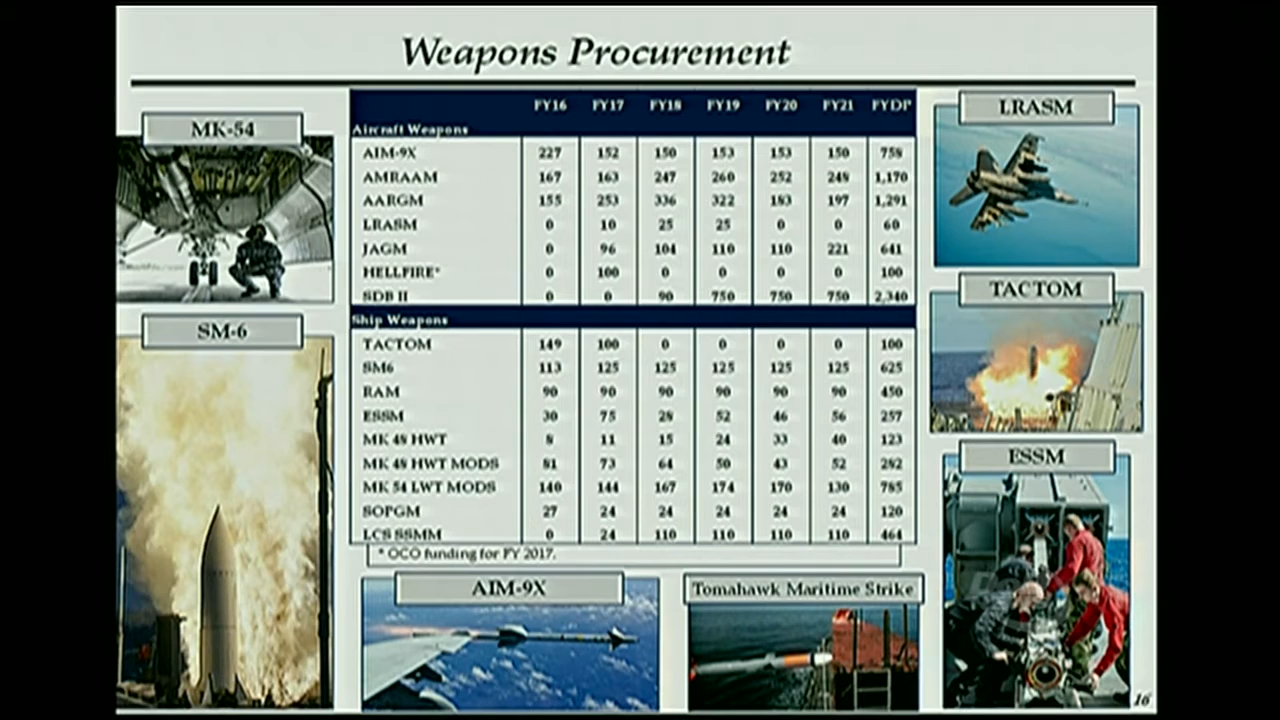 Weapons Procurement
FY16 FY17 FY18 FY19 FY20 FY21 FYDP
Aircraft Weapons
AIM-9X 227 152 150 153 153 150 758
AMRAAM 167 163 247 260 252 248 1,170
AARGM 155 253 336 322 183 197 1,291
LRASM 0 10 25 25 0 0 60
JAGM 0 96 104 110 110 221 641
HELLFIRE* 0 100 0 0 0 0 100
SDB II 0 0 90 750 750 750 2,340
Ship Weapons
TACTOM 149 100 0 0 0 0 100
SM6 113 125 125 125 125 125 625
RAM 90 90 90 90 90 90 450
ESSM 30 75 28 52 46 56 257
MK 48 HWT 8 11 15 24 33 40 123
MK 48 HWT MODS 81 73 64 50 43 52 282
MK 54 LWT MODS 140 144 167 174 170 130 785
SOPGM 27 24 24 24 24 24 120
LCS SSMM 0 24 110 110 110 110 464
* OCO funding for FY 2017.
MK-54
SM-6
AIM-9X
Tomahawk Maritime Strike
LRASM
TACTOM
ESSM
16